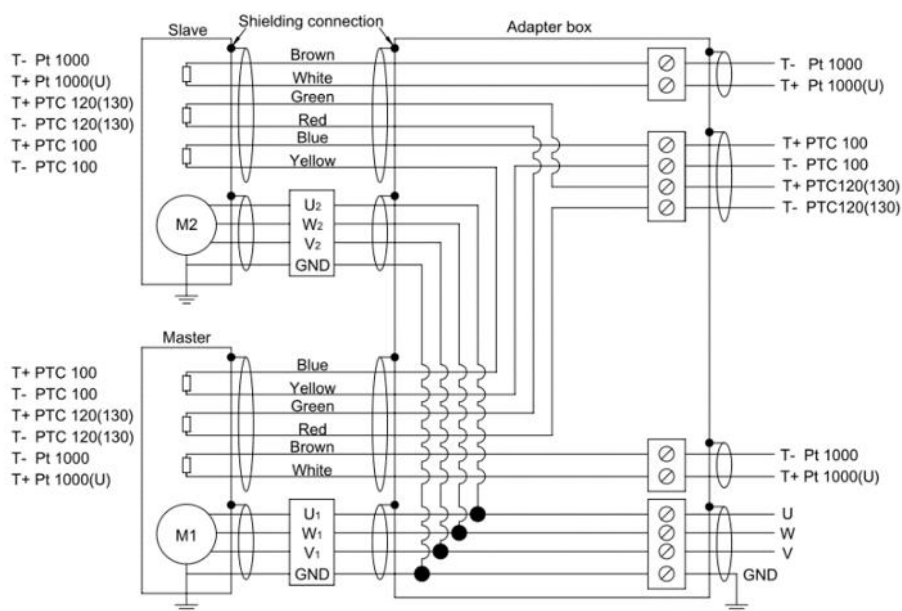 Shielding connection
Slave
Adapter box
T- Pt 1000
T+ Pt 1000(U)
T+ PTC 120(130)
T- PTC 120(130)
T+ PTC 100
T- PTC 100
Brown
White
Green
Red
Blue
Yellow
T- Pt 1000
T+ Pt 1000(U)
T+ PTC 100
T- PTC 100
T+ PTC120(130)
T- PTC120(130)
M2
U2
W2
V2
GND
Master
T+ PTC 100
T- PTC 100
T+ PTC 120(130)
T- PTC 120(130)
T- Pt 1000
T+ Pt 1000(U)
Blue
Yellow
Green
Red
Brown
White
T- Pt 1000
T+ Pt 1000(U)
M1
U1
W1
V1
GND
U
W
V
GND